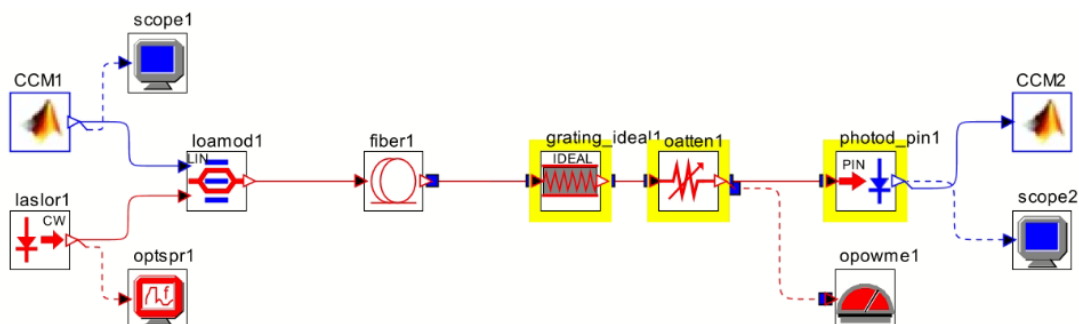 scope1
CCM1
CCM2
loamod1
LIN
fiber1
grating_ideal1
IDEAL
oatten1
photod_pin1
PIN
laslor1
CW
optspr1
f
opowme1
scope2